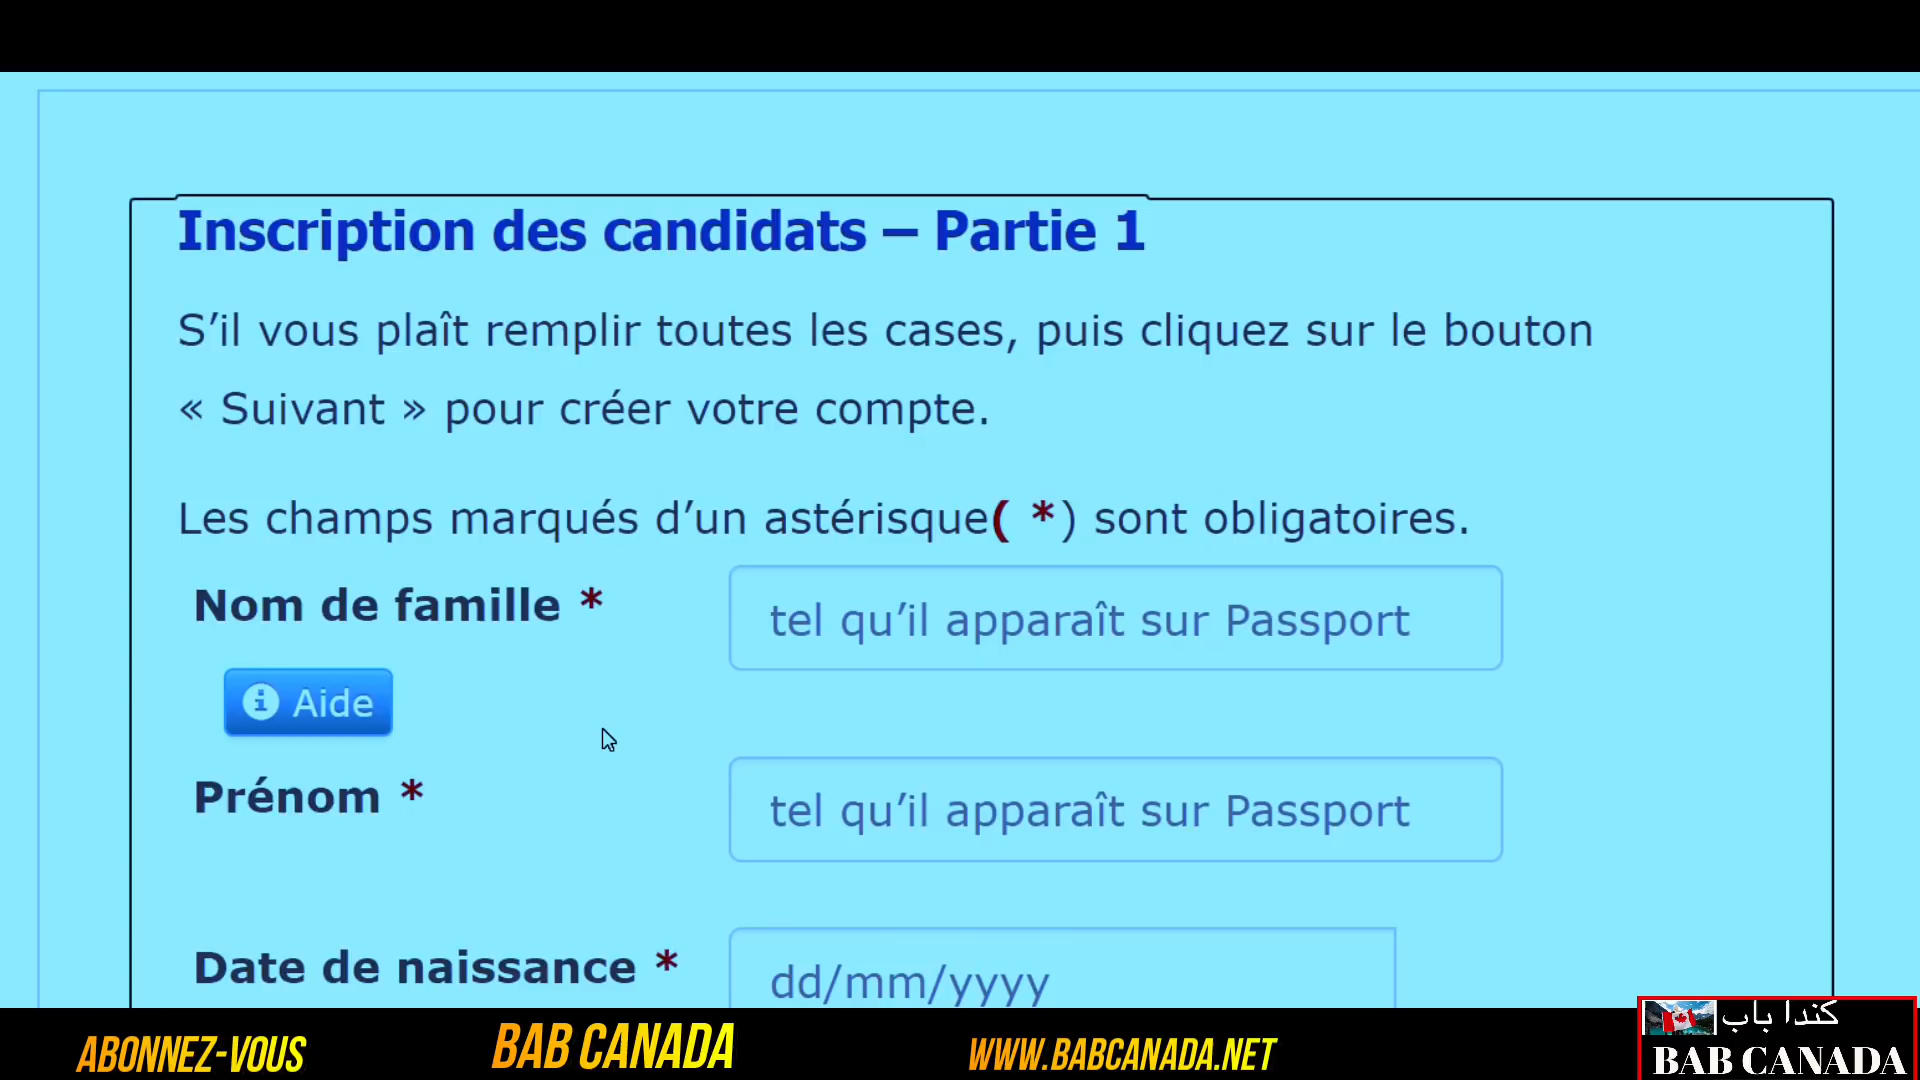 Inscription des candidats – Partie 1
S’il vous plaît remplir toutes les cases, puis cliquez sur le bouton
« Suivant » pour créer votre compte.
Les champs marqués d’un astérisque( *) sont obligatoires.
Nom de famille *
tel qu’il apparaît sur Passport
Aide
Prénom *
tel qu’il apparaît sur Passport
Date de naissance *
dd/mm/yyyy
ABONNEZ-VOUS
BAB CANADA
WWW.BABCANADA.NET
كندا باب
BAB CANADA